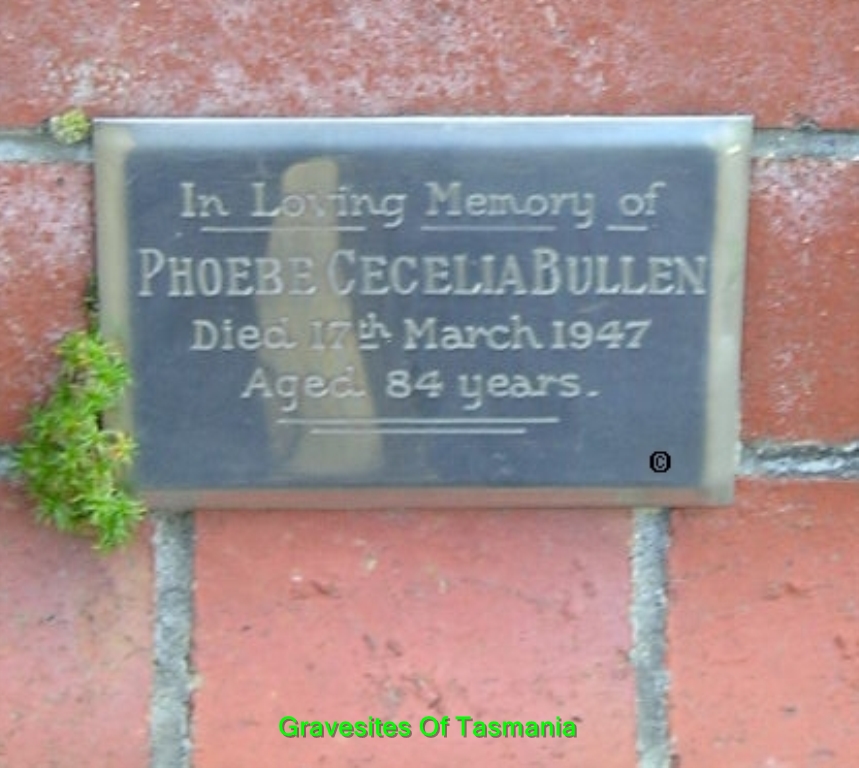 In Loving Memory of
PHOEBE CECELIA BULLEN
Died 17th March 1947
Aged 84 years.
©
Gravesites Of Tasmania